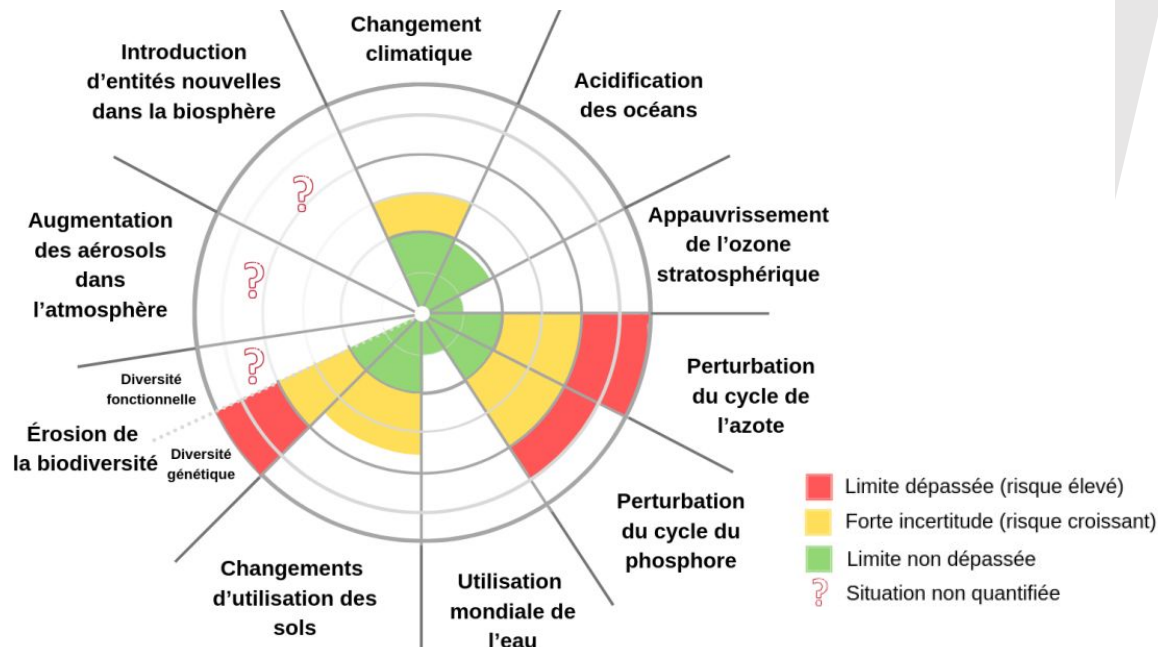 Changement
climatique
Introduction
d’entités nouvelles
dans la biosphère
Acidification
des océans
?
Augmentation
des aérosols
dans
l’atmosphère
?
Appauvrissement
de l’ozone
stratosphérique
?
Diversité
fonctionnelle
Érosion de
la biodiversité
Diversité
génétique
Perturbation
du cycle de
l’azote
Perturbation
du cycle du
phosphore
Changements
d’utilisation des
sols
Utilisation
mondiale de
l’eau
Limite dépassée (risque élevé)
Forte incertitude (risque croissant)
Limite non dépassée
? Situation non quantifiée